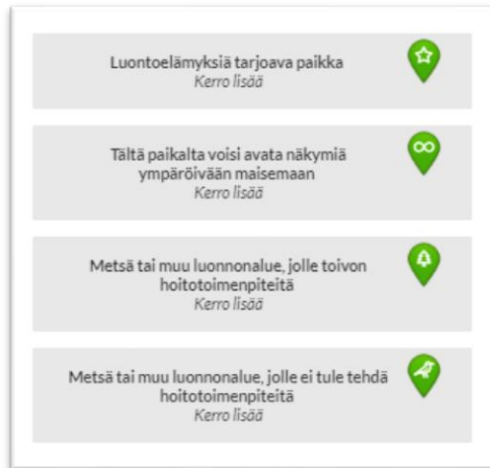 Luontoelämyksiä tarjoava paikka
Kerro lisää
Tältä paikalta voisi avata näkymiä
ympäröivään maisemaan
Kerro lisää
Metsä tai muu luonnonalue, jolle toivon
hoitotoimenpiteitä
Kerro lisää
Metsä tai muu luonnonalue, jolle ei tule tehdä
hoitotoimenpiteitä
Kerro lisää